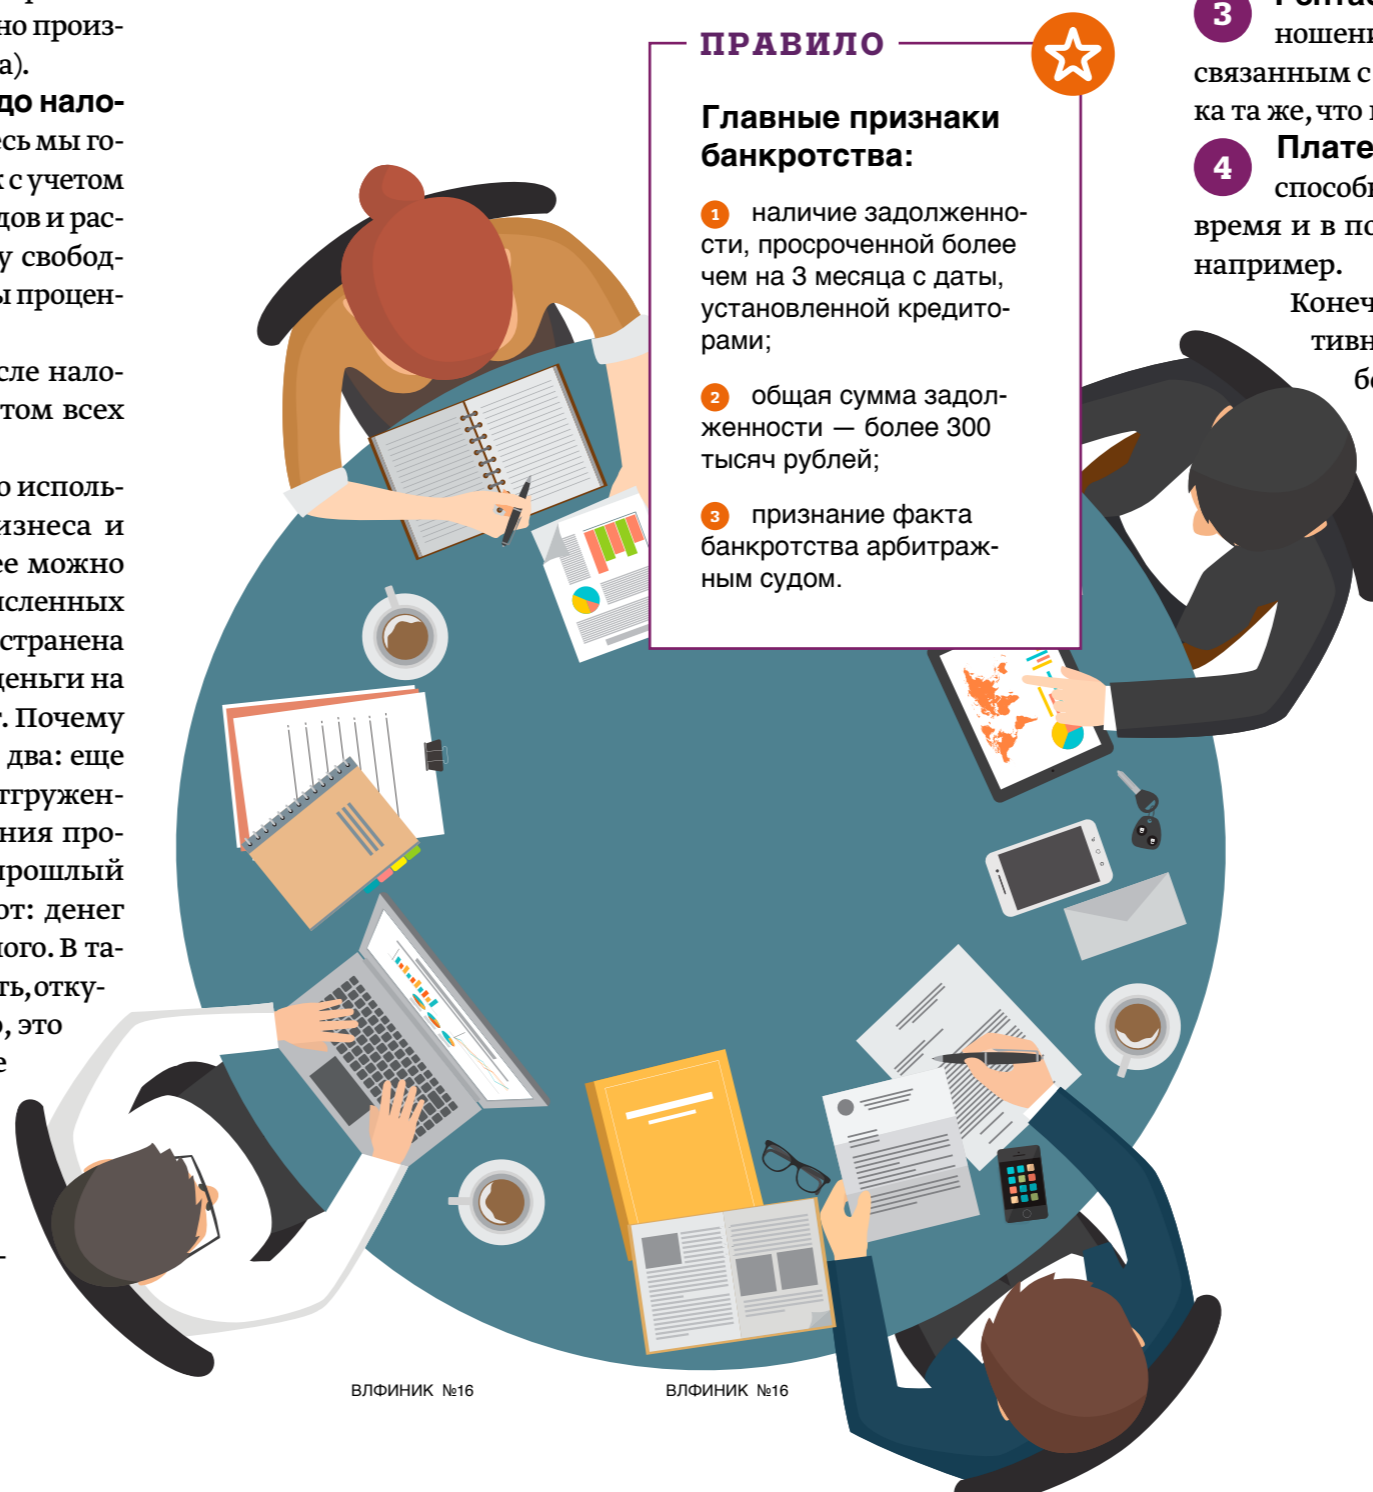 но произ-
а).
до нало-
есь мы го-
к с учетом
дов и рас-
у свобод-
ы процен-
сле нало-
том всех
о исполь-
изнеса и
ее можно
исленных
странена
деньги на
т. Почему
два: еще
тгружен-
ния про-
прошлый
от: денег
ного. В та-
ть, отку-
о, это
е
-
ПРАВИЛО
Главные признаки
банкротства:
1 наличие задолженно-
сти, просроченной более
чем на 3 месяца с даты,
установленной кредито-
рами;
2 общая сумма задол-
женности — более 300
тысяч рублей;
3 признание факта
банкротства арбитраж-
ным судом.
3
ношени
связанным с
ка та же, что
4 Плате
способн
время и в по
например.
Конеч
тивн
бо
ВЛФИНИК №16
ВЛФИНИК №16